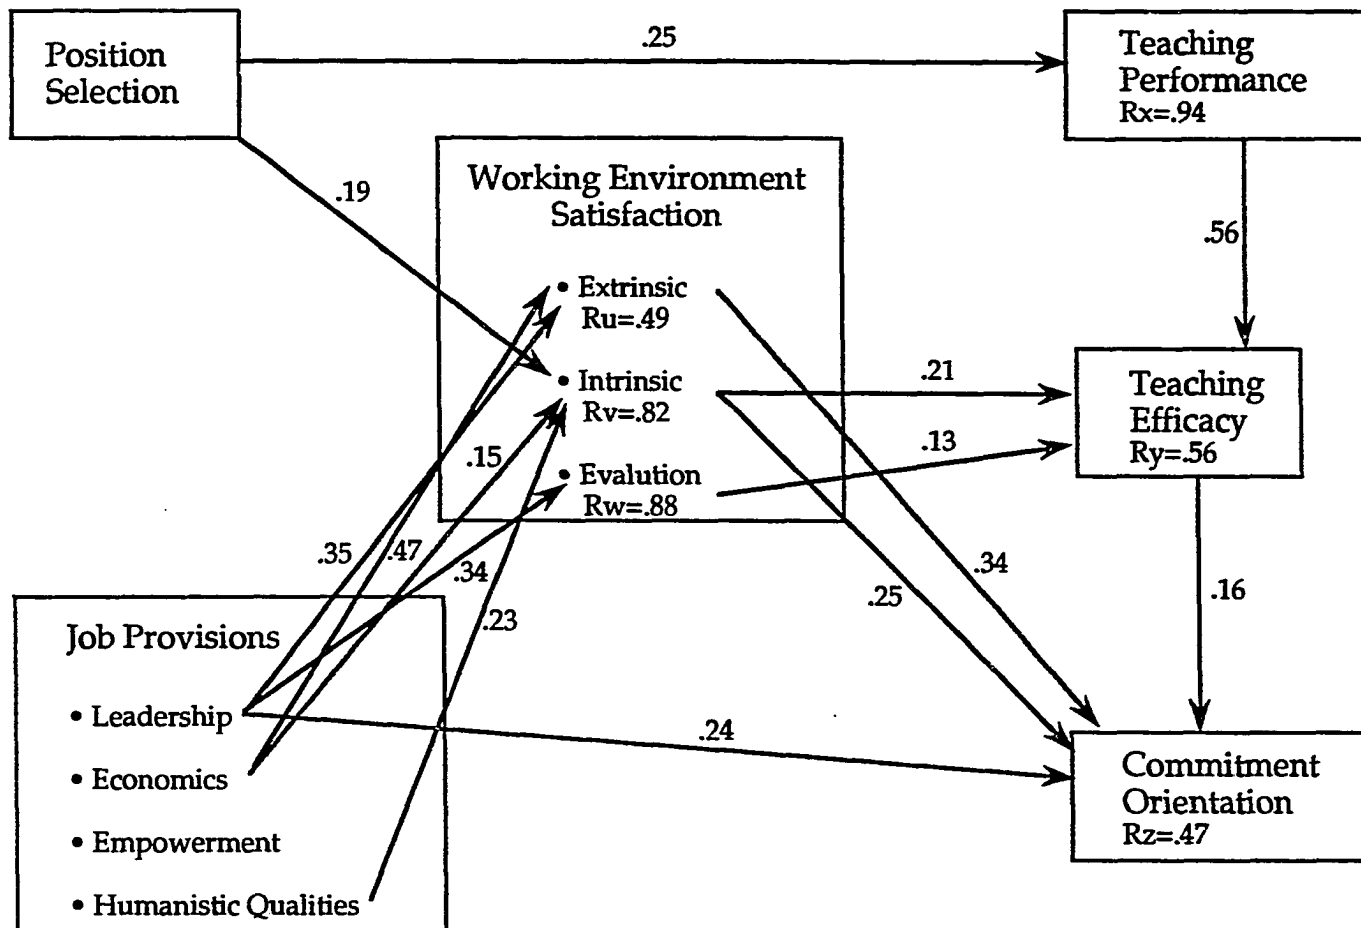 Position
Selection
.25
Teaching
Performance
Rx=.94
.19
Working Environment
Satisfaction
.56
• Extrinsic
Ru=.49
• Intrinsic
Rv=.82
.21
Teaching
Efficacy
Ry=.56
.15
.13
• Evalution
Rw=.88
.35
.47
.34
.23
.25
.34
.16
Job Provisions
• Leadership
.24
• Economics
• Empowerment
• Humanistic Qualities
Commitment
Orientation
Rz=.47